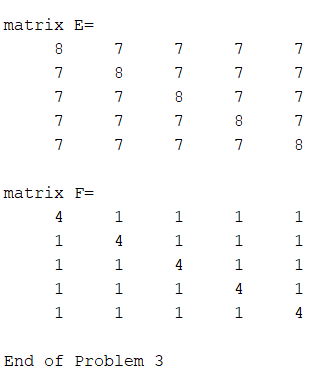 matrix E=
8 7 7 7 7
7 8 7 7 7
7 7 8 7 7
7 7 7 8 7
7 7 7 7 8
matrix F=
4 1 1 1 1
1 4 1 1 1
1 1 4 1 1
1 1 1 4 1
1 1 1 1 4
End of Problem 3